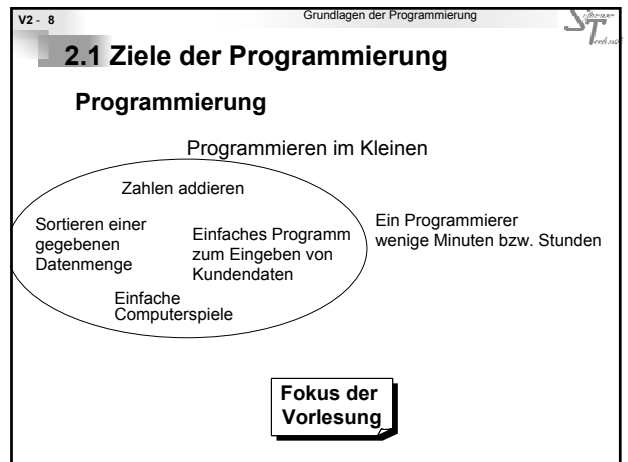 V2 - 8
Grundlagen der Programmierung
2.1 Ziele der Programmierung
Programmierung
Programmieren im Kleinen
Zahlen addieren
Sortieren einer
gegebenen
Datenmenge
Einfaches Programm
zum Eingeben von
Kundendaten
Einfache
Computerspiele
Ein Programmierer
wenige Minuten bzw. Stunden
Fokus der
Vorlesung